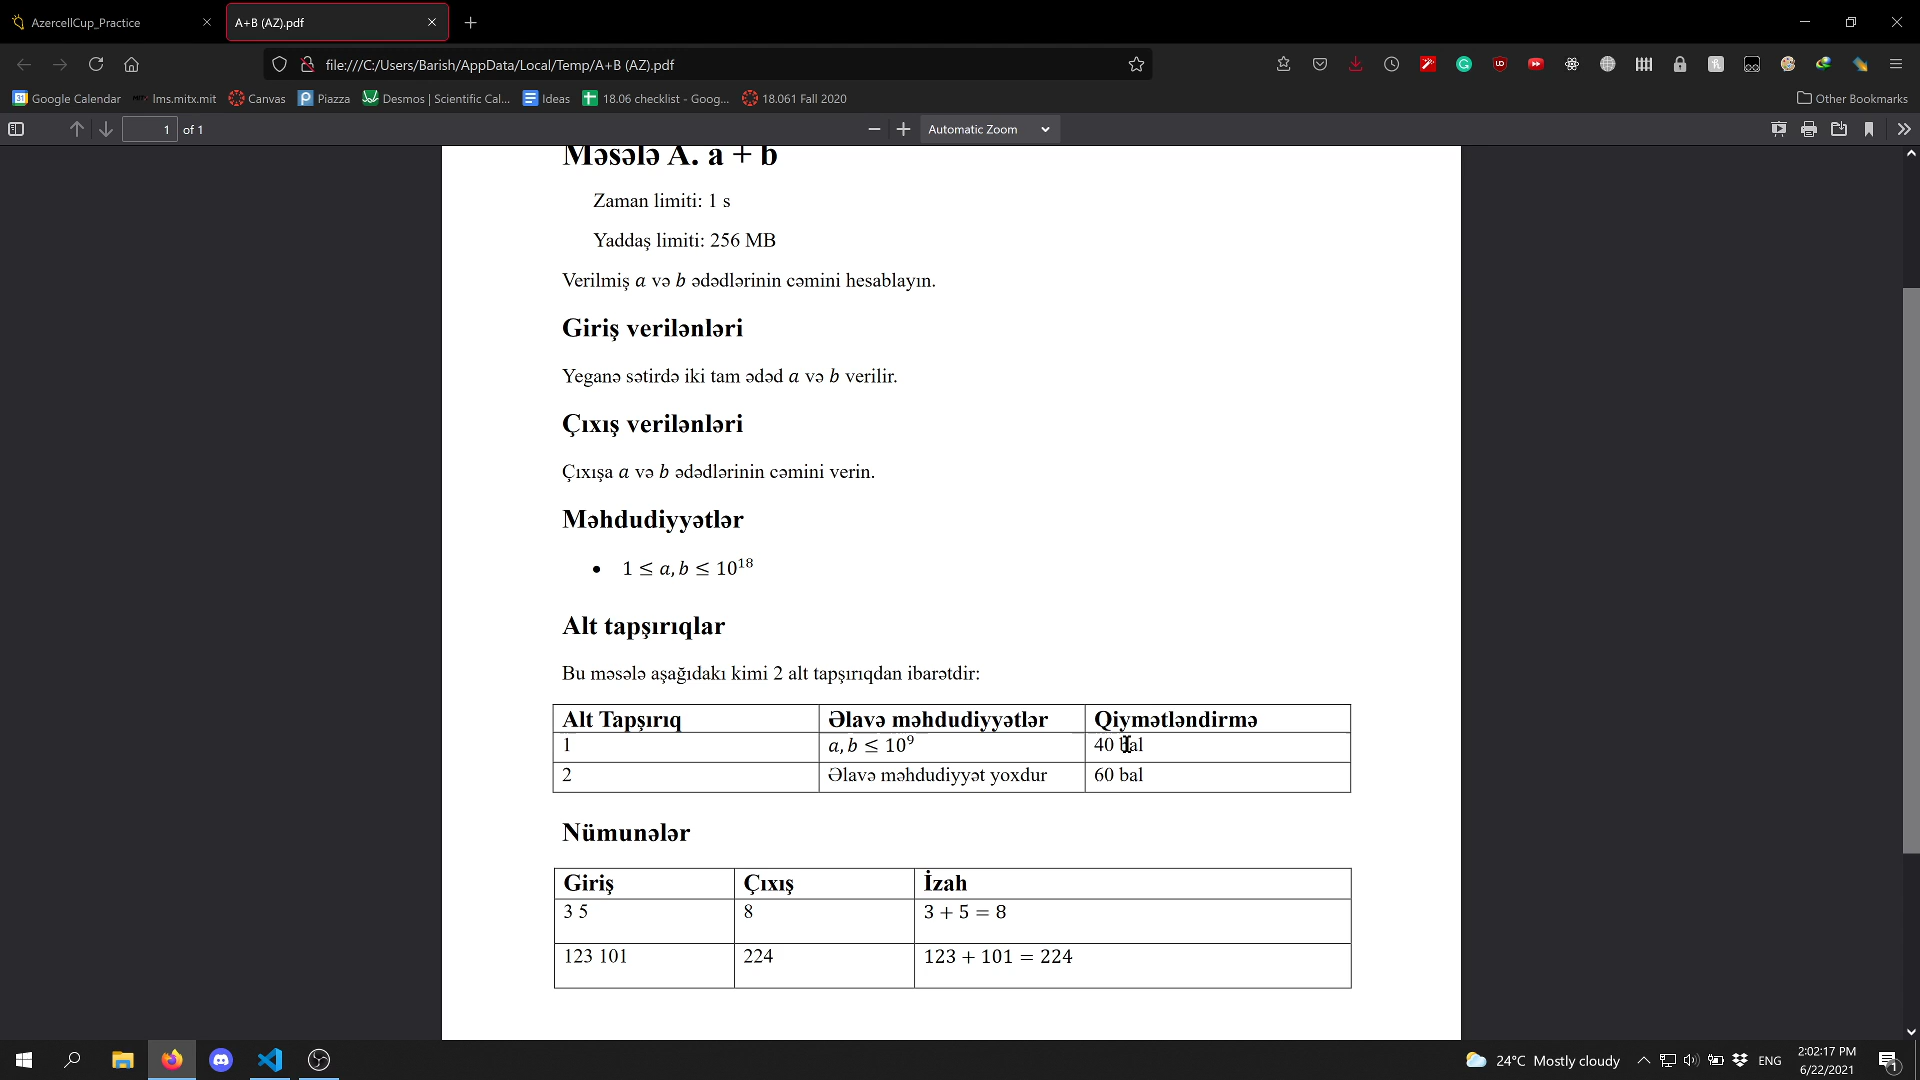 AzercellCup_Practice
A+B (AZ).pdf
file:///C:/Users/Barish/AppData/Local/Temp/A+B (AZ).pdf
Google Calendar
lms.mitx.mit
Canvas
Piazza
Desmos | Scientific Cal...
Ideas
18.06 checklist - Goog...
18.061 Fall 2020
Other Bookmarks
1 of 1
Automatic Zoom
Məsələ A. a + b
Zaman limiti: 1 s
Yaddaş limiti: 256 MB
Verilmiş a və b ədədlərinin cəmini hesablayın.
Giriş verilənləri
Yeganə sətirdə iki tam ədəd a və b verilir.
Çıxış verilənləri
Çıxışa a və b ədədlərinin cəmini verin.
Məhdudiyyətlər
• 1 ≤ a, b ≤ 10¹⁸
Alt tapşırıqlar
Bu məsələ aşağıdakı kimi 2 alt tapşırıqdan ibarətdir:
Alt Tapşırıq Əlavə məhdudiyyətlər Qiymətləndirmə
1 a, b ≤ 10⁹ 40 bal
2 Əlavə məhdudiyyət yoxdur 60 bal
Nümunələr
Giriş Çıxış İzah
3 5 8 3 + 5 = 8
123 101 224 123 + 101 = 224
24°C Mostly cloudy
ENG
2:02:17 PM
6/22/2021
1